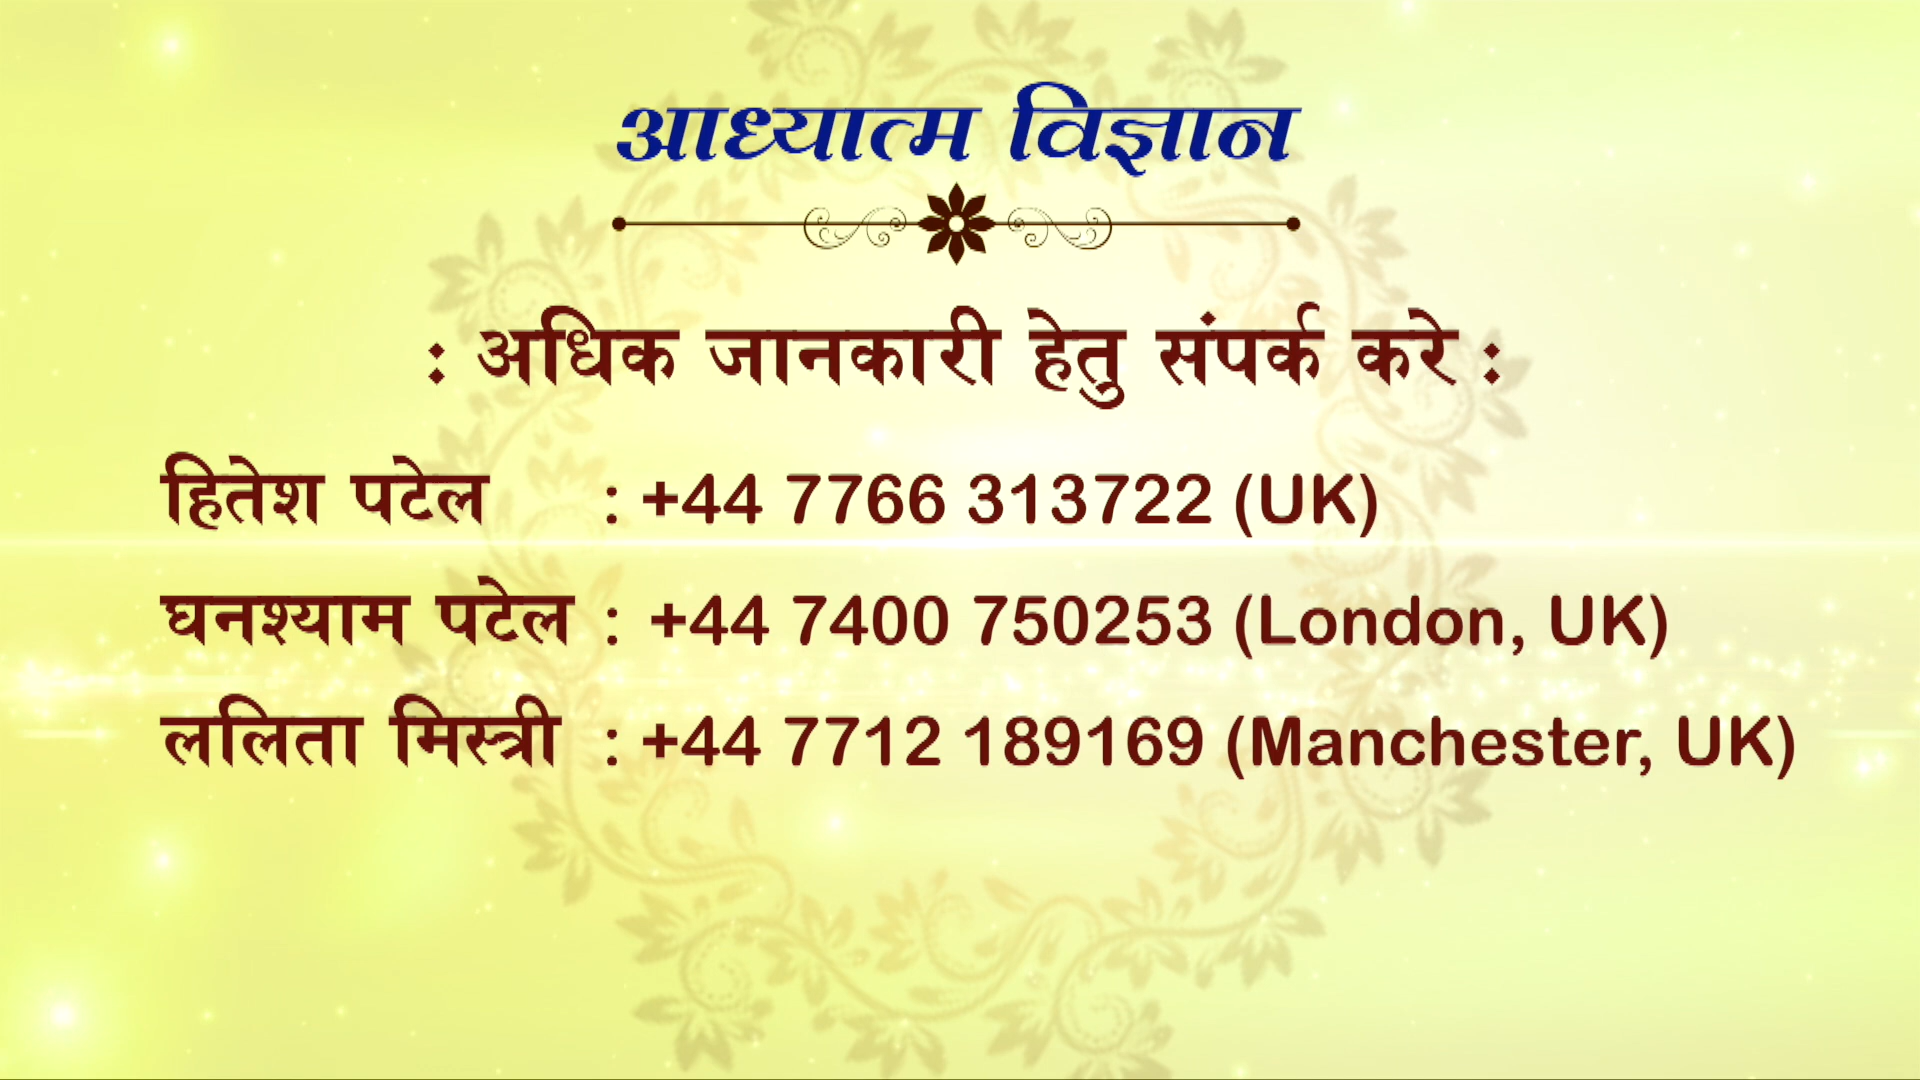 आध्यात्म विज्ञान
: अधिक जानकारी हेतु संपर्क करे :
हितेश पटेल : +44 7766 313722 (UK)
घनश्याम पटेल : +44 7400 750253 (London, UK)
ललिता मिस्त्री : +44 7712 189169 (Manchester, UK)